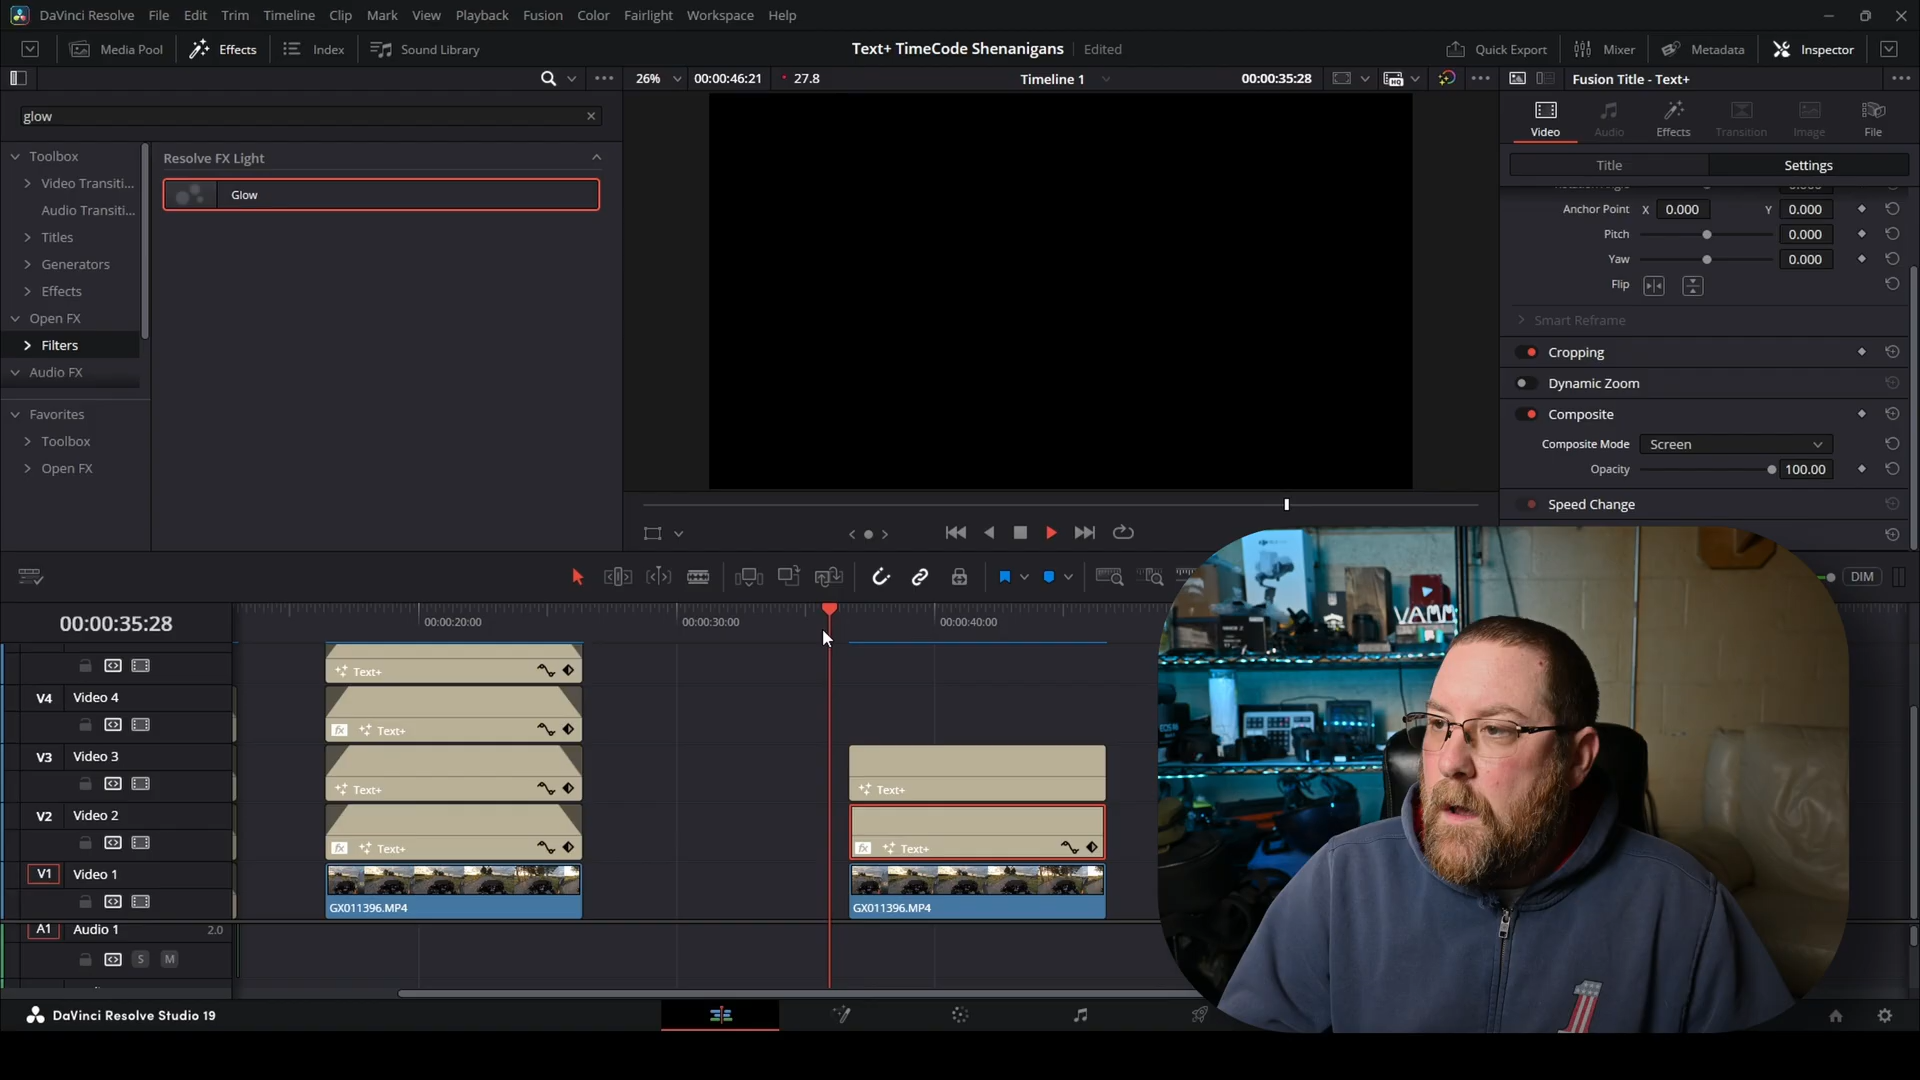 DaVinci Resolve File Edit Trim Timeline Clip Mark View Playback Fusion Color Fairlight Workspace Help
Media Pool Effects Index Sound Library Text+ TimeCode Shenanigans Edited Quick Export Mixer Metadata Inspector
26% 00:00:46:21 27.8 Timeline 1 00:00:35:28 Fusion Title - Text+
glow
Video Audio Effects Transition Image File
Toolbox
Resolve FX Light
Title Settings
Video Transiti...
Glow
Audio Transiti...
Anchor Point X 0.000 Y 0.000
Titles
Pitch 0.000
Generators
Yaw 0.000
Effects
Flip
Open FX
Smart Reframe
Filters
Cropping
Audio FX
Dynamic Zoom
Favorites
Composite
Toolbox
Composite Mode Screen
Open FX
Opacity 100.00
Speed Change
DIM
00:00:35:28
00:00:20:00 00:00:30:00 00:00:40:00
Text+
V4 Video 4
fx Text+
V3 Video 3
Text+ Text+
V2 Video 2
fx Text+ fx Text+
V1 Video 1
GX011396.MP4 GX011396.MP4
A1 Audio 1 2.0
S M
DaVinci Resolve Studio 19
VAMM
1